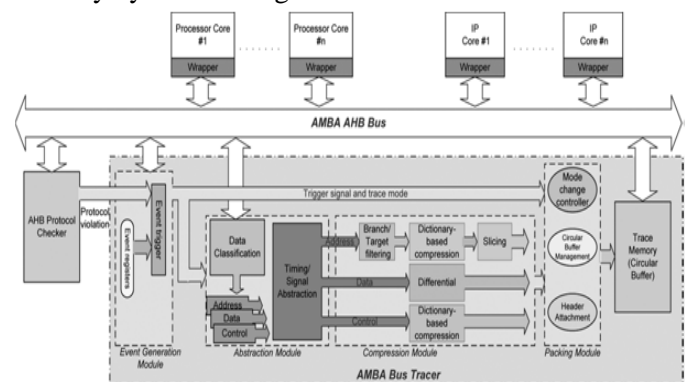 Processor Core
#1
Wrapper
Processor Core
#n
Wrapper
IP
Core #1
Wrapper
IP
Core #n
Wrapper
AMBA AHB Bus
AHB Protocol
Checker
Protocol
violation
Event registers
Event trigger
Event Generation
Module
Trigger signal and trace mode
Data
Classification
Address
Data
Control
Timing/
Signal
Abstraction
Abstraction Module
Address
Branch/
Target
filtering
Dictionary-
based
compression
Slicing
Data
Differential
Control
Dictionary-
based
compression
Compression Module
Mode
change
controller
Circular
Buffer
Management
Header
Attachment
Packing Module
Trace
Memory
(Circular
Buffer)
AMBA Bus Tracer